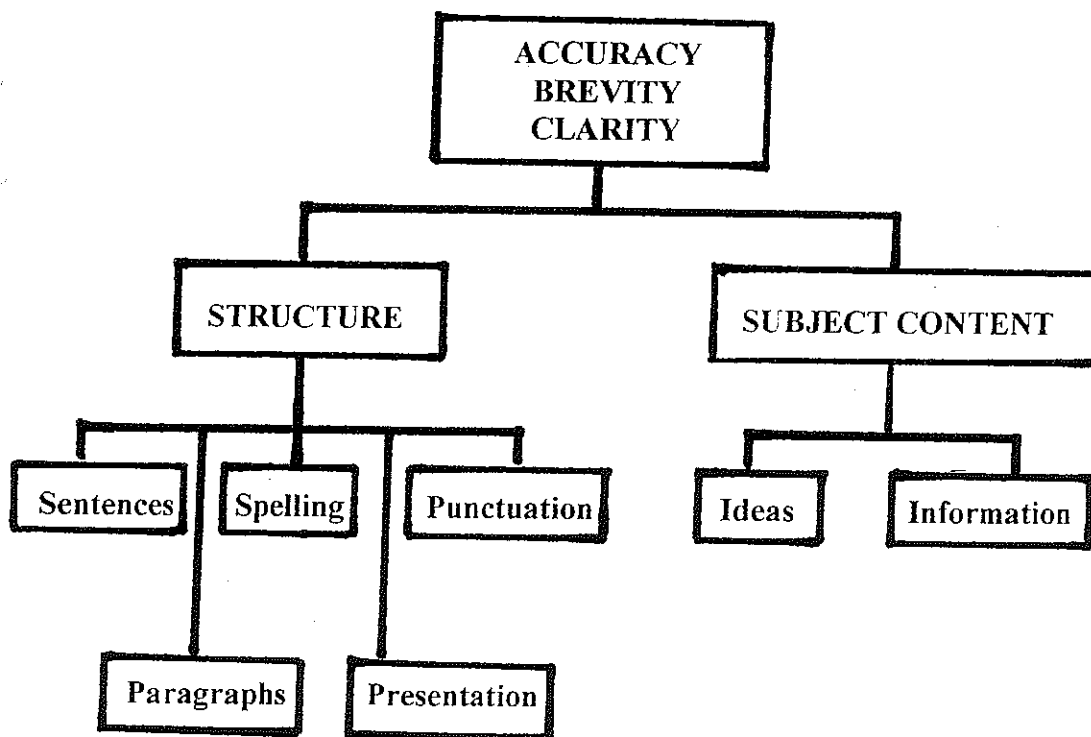 ACCURACY
BREVITY
CLARITY
STRUCTURE
SUBJECT CONTENT
Sentences
Spelling
Punctuation
Ideas
Information
Paragraphs
Presentation